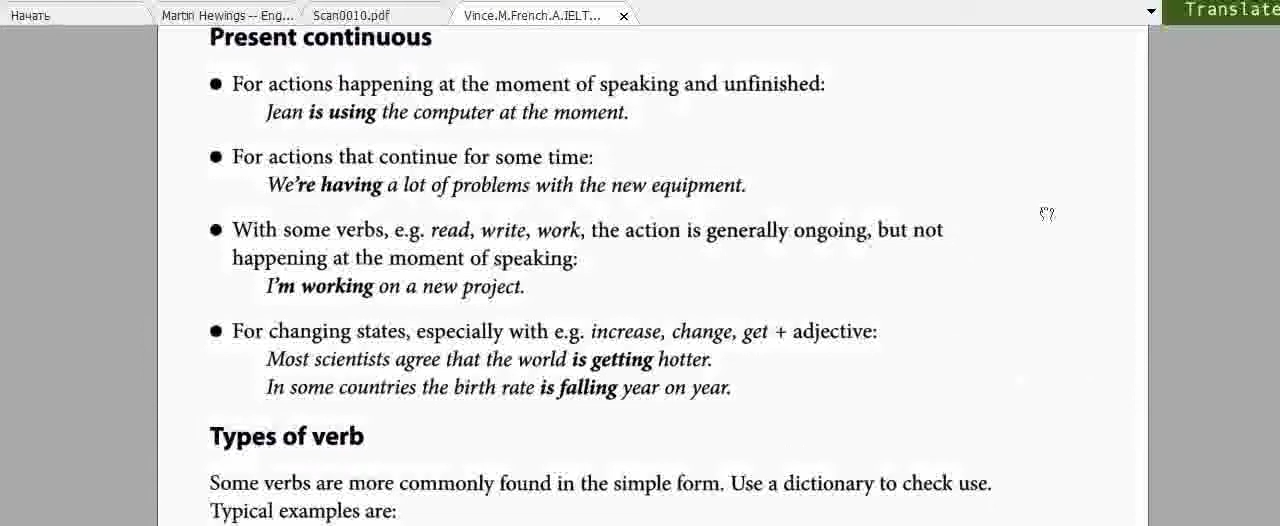 Начать
Martin Hewings -- Eng...
Scan0010.pdf
Vince.M.French.A.IELT...
Translate
Present continuous
● For actions happening at the moment of speaking and unfinished:
Jean is using the computer at the moment.
● For actions that continue for some time:
We're having a lot of problems with the new equipment.
● With some verbs, e.g. read, write, work, the action is generally ongoing, but not
happening at the moment of speaking:
I'm working on a new project.
● For changing states, especially with e.g. increase, change, get + adjective:
Most scientists agree that the world is getting hotter.
In some countries the birth rate is falling year on year.
Types of verb
Some verbs are more commonly found in the simple form. Use a dictionary to check use.
Typical examples are: